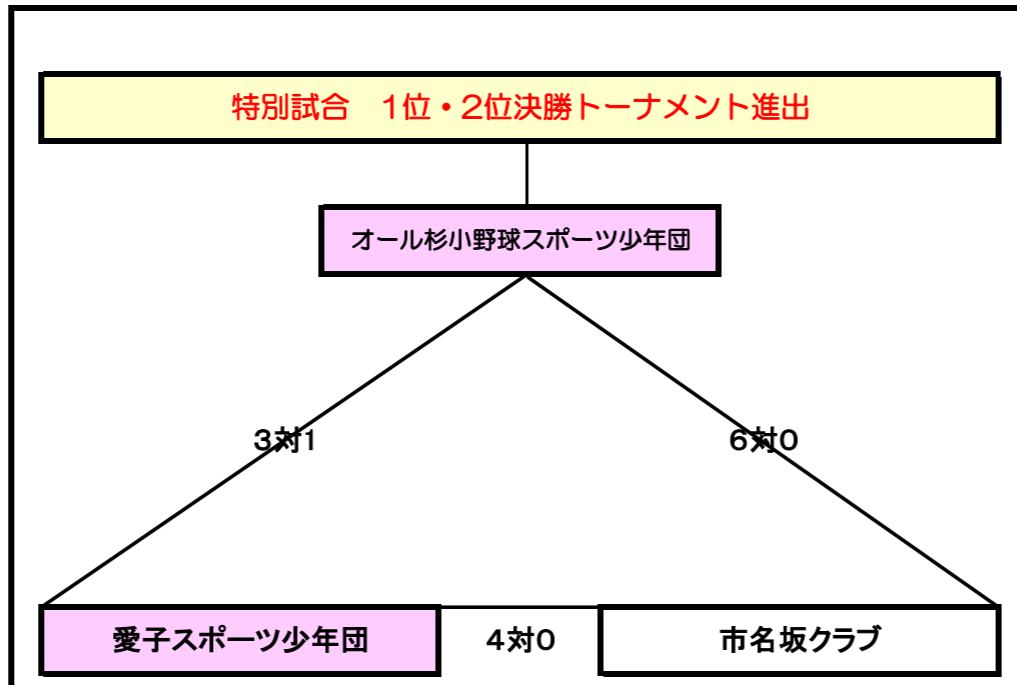 特別試合　1位・2位決勝トーナメント進出
オール杉小野球スポーツ少年団
3対1
6対0
愛子スポーツ少年団
4対0
市名坂クラブ